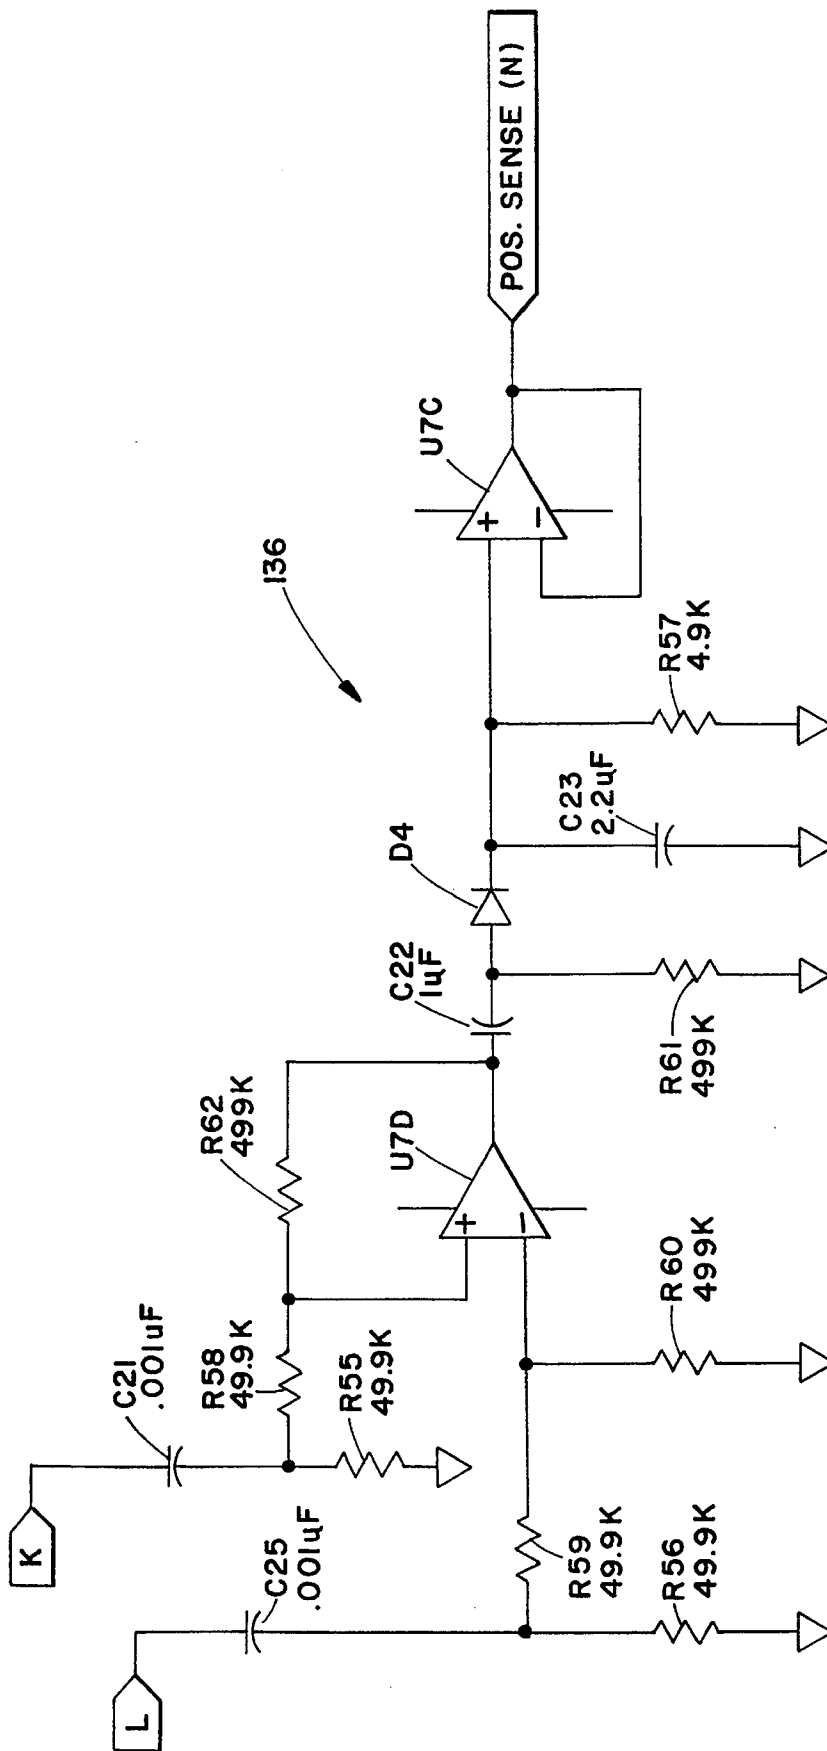 K
L
C21
.001uF
C25
.001uF
R58
49.9K
R55
49.9K
R59
49.9K
R56
49.9K
R62
499K
U7D
+
−
R60
499K
C22
1uF
R61
499K
D4
C23
2.2uF
R57
4.9K
136
U7C
+
−
POS. SENSE (N)